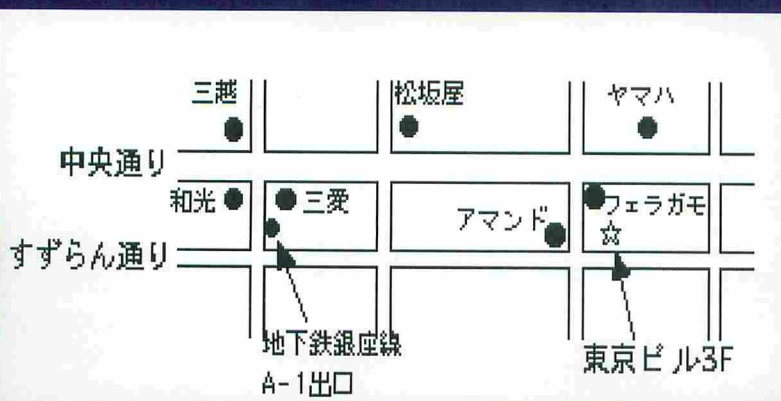 三越
松坂屋
ヤマハ
中央通り
和光
三愛
アマンド
フェラガモ
すずらん通り
地下鉄銀座線
A-1出口
東京ビル3F